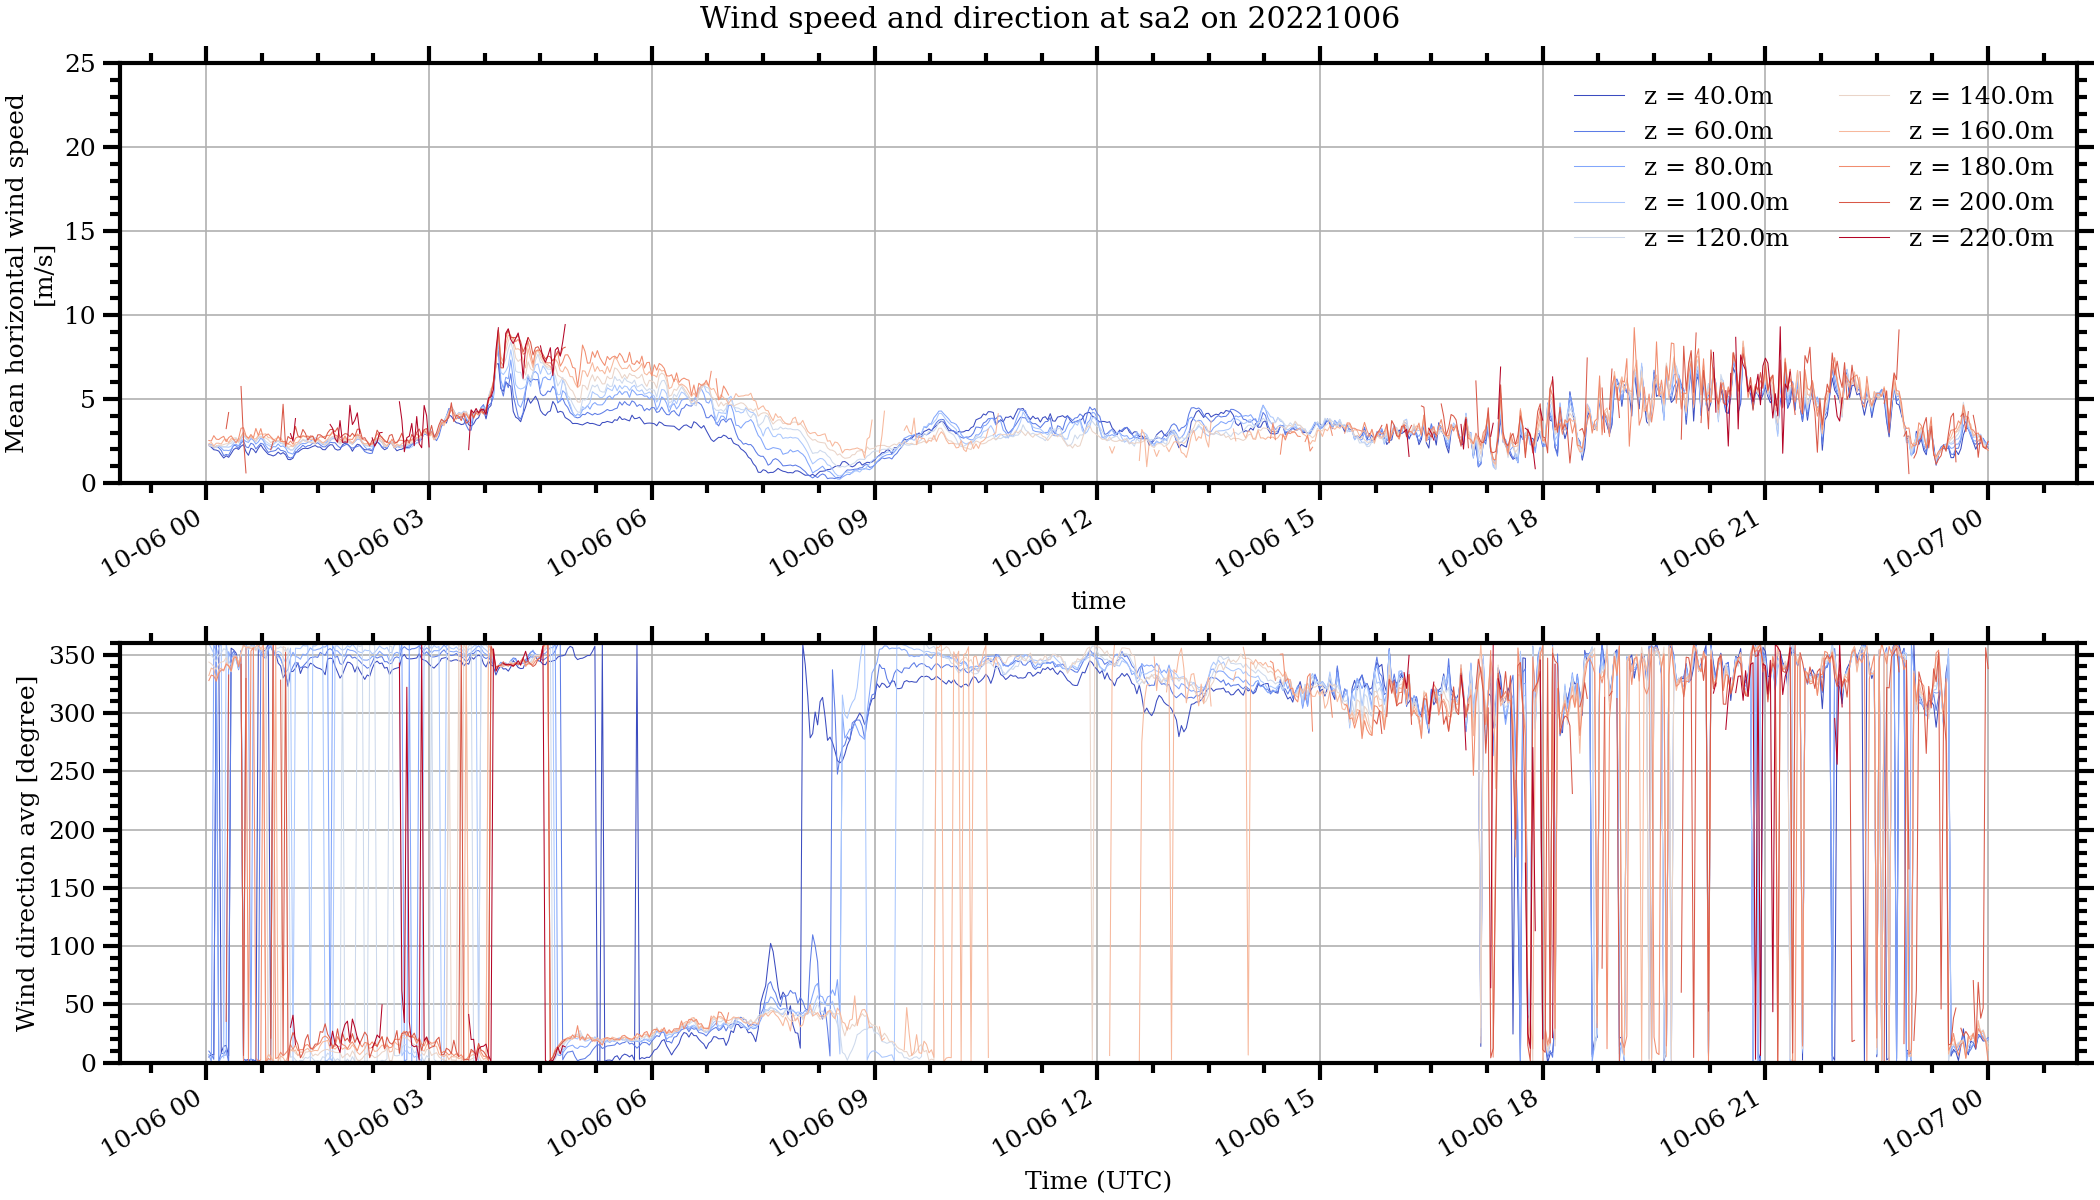 Wind speed and direction at sa2 on 20221006
Mean horizontal wind speed
[m/s]
25
20
15
10
5
0
z = 40.0m
z = 60.0m
z = 80.0m
z = 100.0m
z = 120.0m
z = 140.0m
z = 160.0m
z = 180.0m
z = 200.0m
z = 220.0m
10-06 00
10-06 03
10-06 06
10-06 09
10-06 12
10-06 15
10-06 18
10-06 21
10-07 00
time
Wind direction avg [degree]
350
300
250
200
150
100
50
0
10-06 00
10-06 03
10-06 06
10-06 09
10-06 12
10-06 15
10-06 18
10-06 21
10-07 00
Time (UTC)